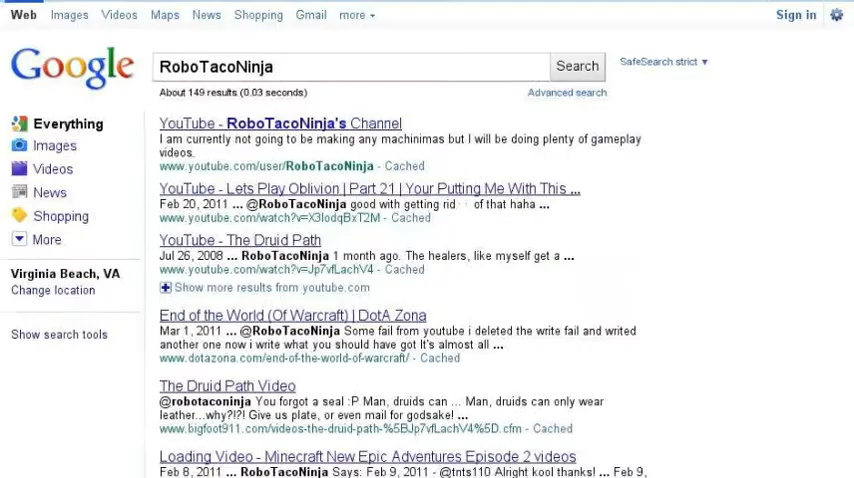 Web Images Videos Maps News Shopping Gmail more Sign in
Google
RoboTacoNinja Search SafeSearch strict ▼
About 149 results (0.03 seconds) Advanced search
Everything
Images
Videos
News
Shopping
More
Virginia Beach, VA
Change location
Show search tools
YouTube - RoboTacoNinja's Channel
I am currently not going to be making any machinimas but I will be doing plenty of gameplay
videos.
www.youtube.com/user/RoboTacoNinja - Cached
YouTube - Lets Play Oblivion | Part 21 | Your Putting Me With This ...
Feb 20, 2011 ... @RoboTacoNinja good with getting rid of that haha ...
www.youtube.com/watch?v=X3lodqBxT2M - Cached
YouTube - The Druid Path
Jul 26, 2008 ... RoboTacoNinja 1 month ago. The healers, like myself get a ...
www.youtube.com/watch?v=Jp7vfLachV4 - Cached
Show more results from youtube.com
End of the World (Of Warcraft) | DotA Zona
Mar 1, 2011 ... @RoboTacoNinja Some fail from youtube i deleted the write fail and writed
another one now i write what you should have got It's almost all ...
www.dotazona.com/end-of-the-world-of-warcraft/ - Cached
The Druid Path Video
@robotaconinja You forgot a seal :P Man, druids can ... Man, druids can only wear
leather...why?!?! Give us plate, or even mail for godsake! ...
www.bigfoot911.com/videos-the-druid-path-%5BJp7vfLachV4%5D.cfm - Cached
Loading Video - Minecraft New Epic Adventures Episode 2 videos
Feb 8, 2011 ... RoboTacoNinja Says: Feb 9, 2011 - @tnts110 Alright kool thanks! ... Feb 9,